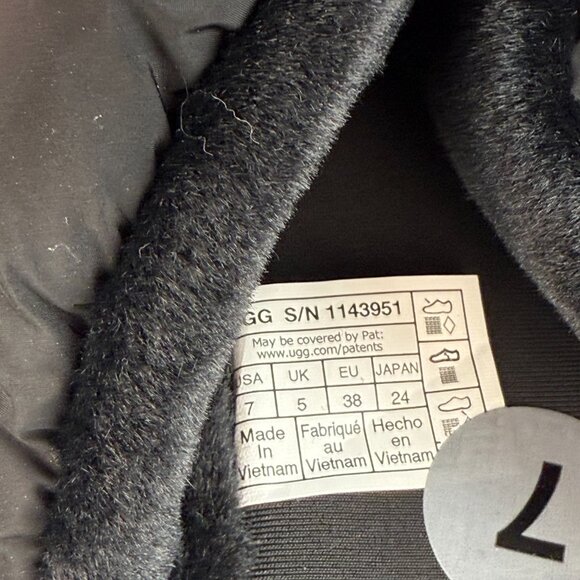 GG S/N 1143951
May be covered by Pat:
www.ugg.com/patents
USA UK EU JAPAN
7 5 38 24
Made In Vietnam
Fabriqué au Vietnam
Hecho en Vietnam
7